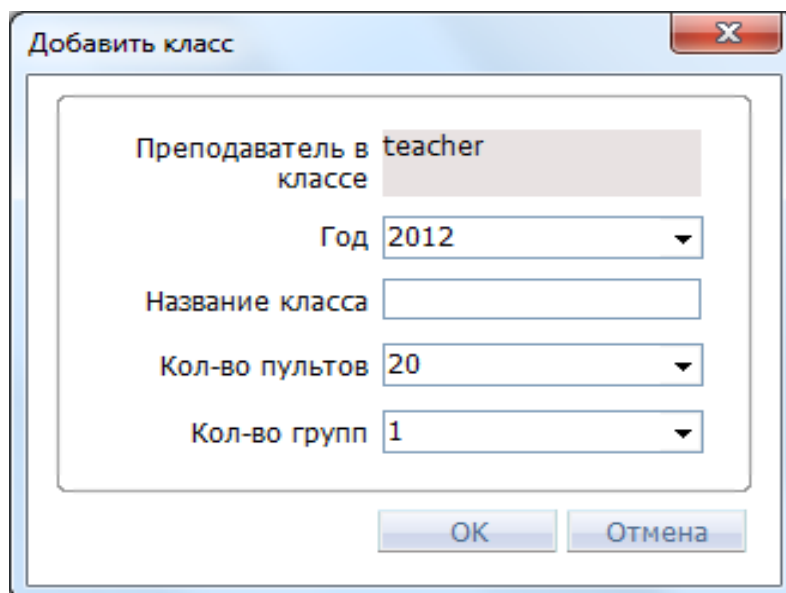 Добавить класс
Преподаватель в teacher
классе
Год 2012
Название класса
Кол-во пультов 20
Кол-во групп 1
OK Отмена